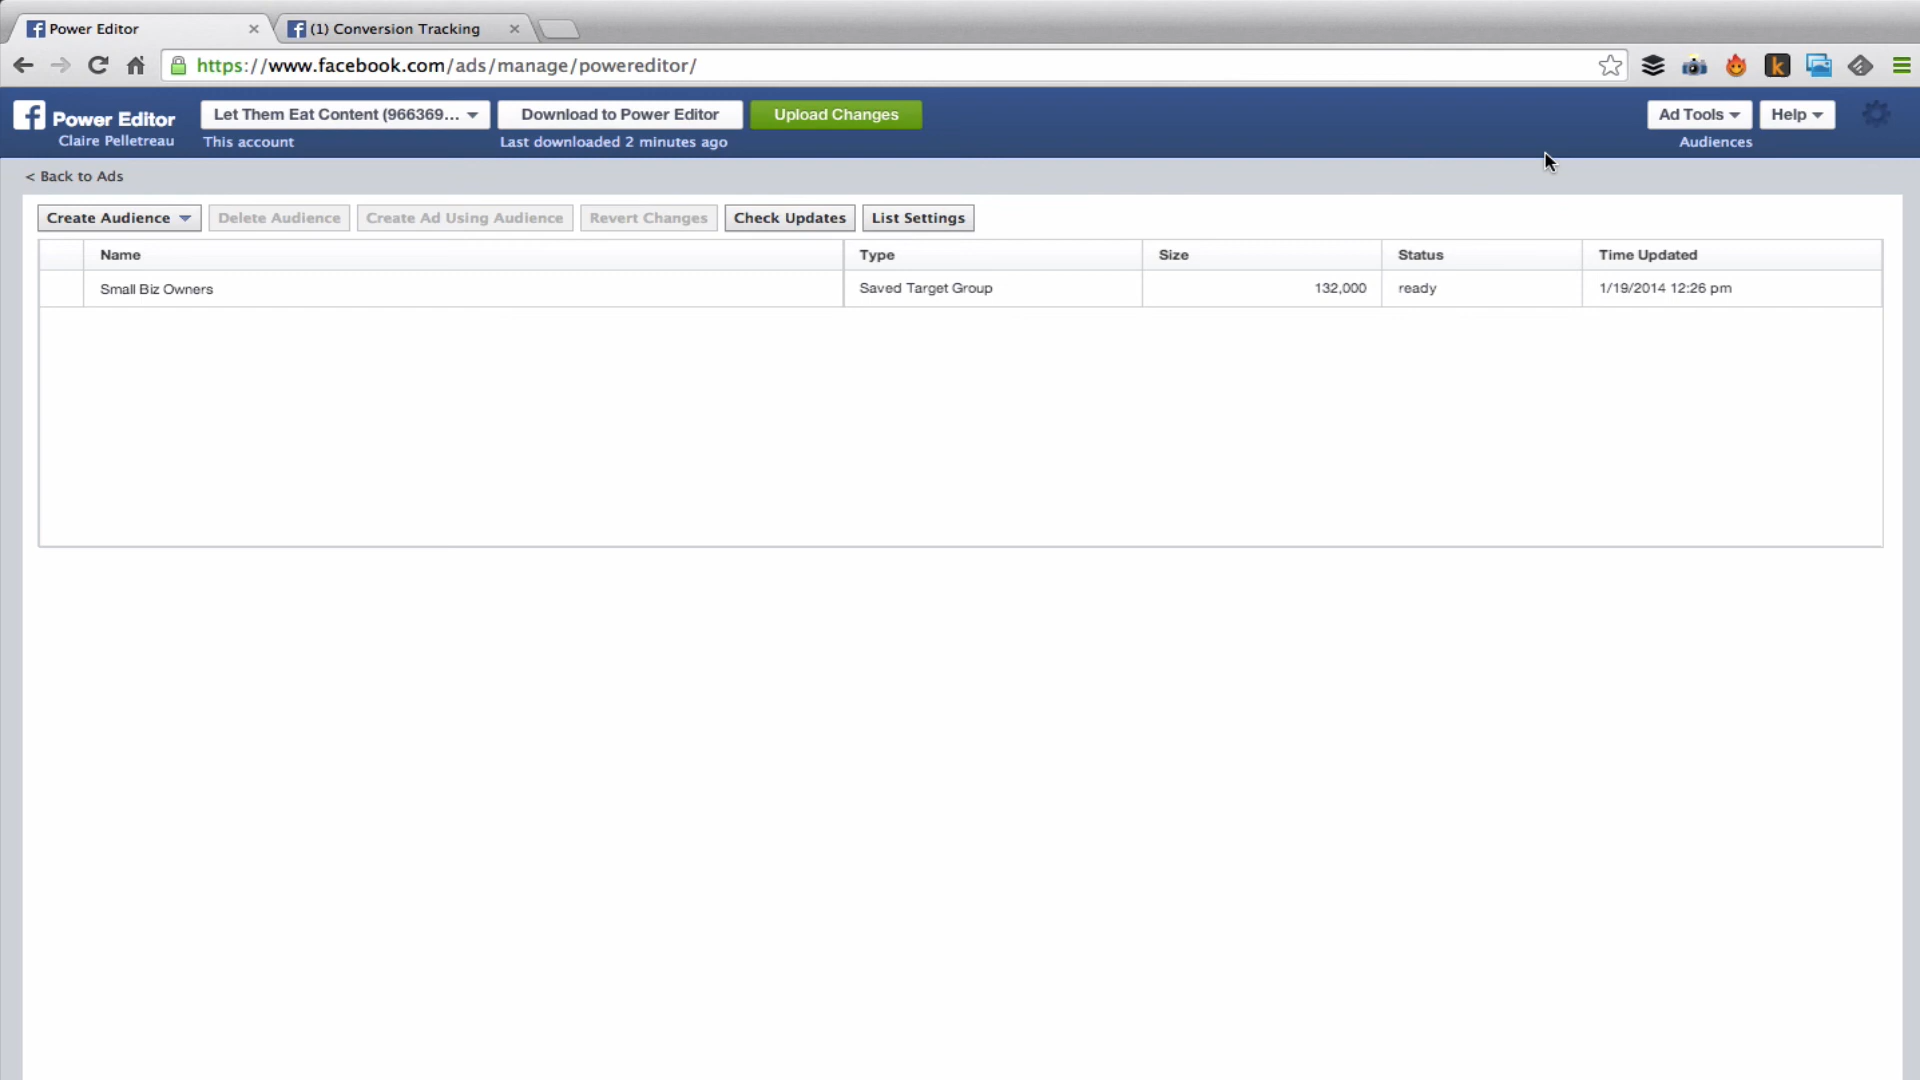 Power Editor
(1) Conversion Tracking
https://www.facebook.com/ads/manage/powereditor/
Power Editor
Claire Pelletreau
Let Them Eat Content (966369...
This account
Download to Power Editor
Last downloaded 2 minutes ago
Upload Changes
Ad Tools
Audiences
Help
< Back to Ads
Create Audience
Delete Audience
Create Ad Using Audience
Revert Changes
Check Updates
List Settings
Name Type Size Status Time Updated
Small Biz Owners Saved Target Group 132,000 ready 1/19/2014 12:26 pm